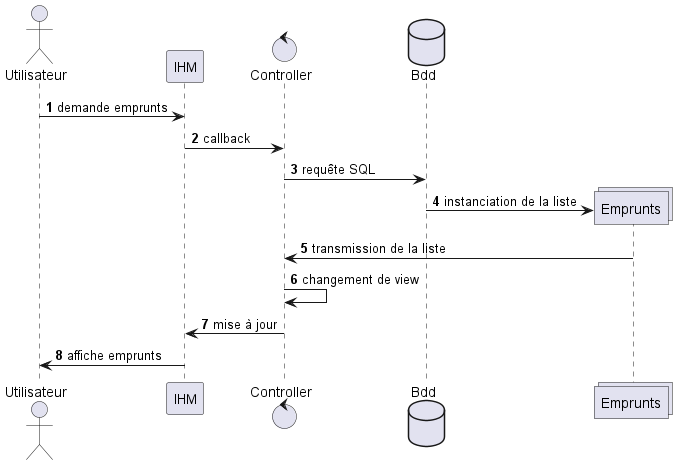 Utilisateur
IHM
Controller
Bdd
1 demande emprunts
2 callback
3 requête SQL
4 instanciation de la liste
Emprunts
5 transmission de la liste
6 changement de view
7 mise à jour
8 affiche emprunts
Utilisateur
IHM
Controller
Bdd
Emprunts